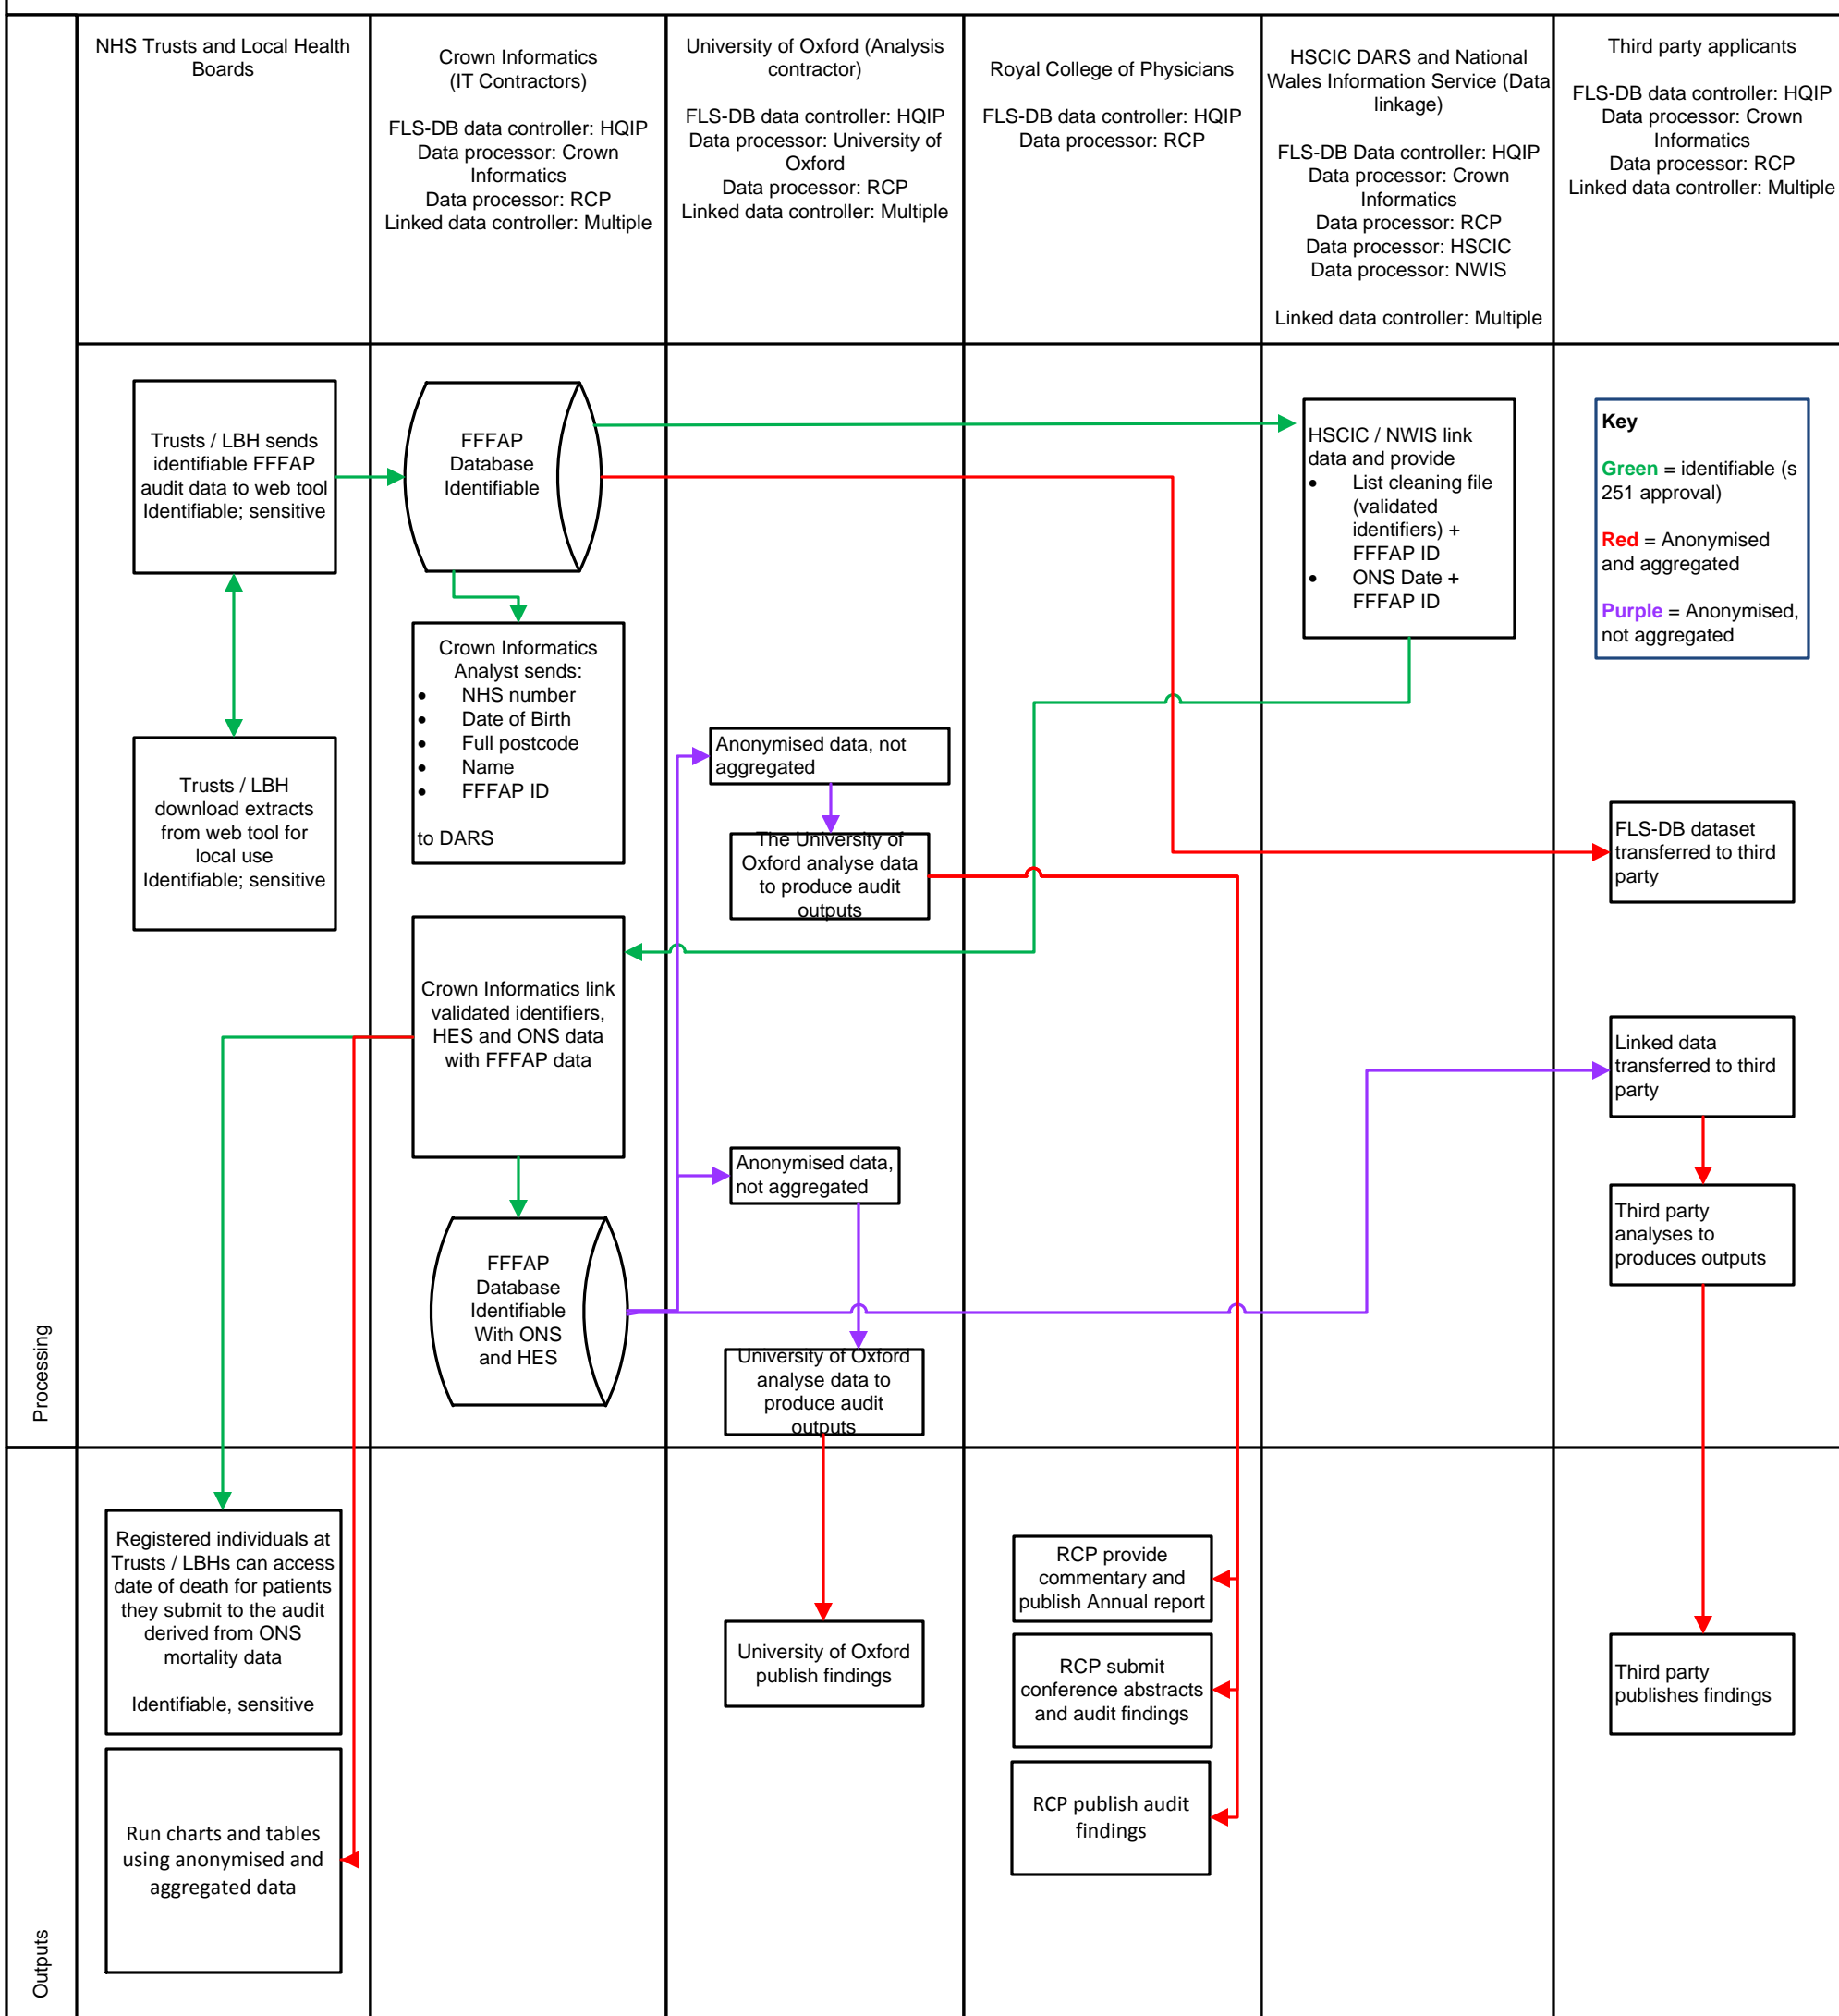 NHS Trusts and Local Health
Boards
Crown Informatics
(IT Contractors)
FLS-DB data controller: HQIP
Data processor: Crown
Informatics
Data processor: RCP
Linked data controller: Multiple
University of Oxford (Analysis
contractor)
FLS-DB data controller: HQIP
Data processor: University of
Oxford
Data processor: RCP
Linked data controller: Multiple
Royal College of Physicians
FLS-DB data controller: HQIP
Data processor: RCP
HSCIC DARS and National
Wales Information Service (Data
linkage)
FLS-DB Data controller: HQIP
Data processor: Crown
Informatics
Data processor: RCP
Data processor: HSCIC
Data processor: NWIS
Linked data controller: Multiple
Third party applicants
FLS-DB data controller: HQIP
Data processor: Crown
Informatics
Data processor: RCP
Linked data controller: Multiple
Processing
Trusts / LBH sends
identifiable FFFAP
audit data to web tool
Identifiable; sensitive
Trusts / LBH
download extracts
from web tool for
local use
Identifiable; sensitive
FFFAP
Database
Identifiable
Crown Informatics
Analyst sends:
• NHS number
• Date of Birth
• Full postcode
• Name
• FFFAP ID
to DARS
Crown Informatics link
validated identifiers,
HES and ONS data
with FFFAP data
FFFAP
Database
Identifiable
With ONS
and HES
Anonymised data, not
aggregated
The University of
Oxford analyse data
to produce audit
outputs
Anonymised data,
not aggregated
University of Oxford
analyse data to
produce audit
outputs
HSCIC / NWIS link
data and provide
• List cleaning file
(validated
identifiers) +
FFFAP ID
• ONS Date +
FFFAP ID
Key
Green = identifiable (s
251 approval)
Red = Anonymised
and aggregated
Purple = Anonymised,
not aggregated
FLS-DB dataset
transferred to third
party
Linked data
transferred to third
party
Third party
analyses to
produces outputs
Outputs
Registered individuals at
Trusts / LBHs can access
date of death for patients
they submit to the audit
derived from ONS
mortality data
Identifiable, sensitive
Run charts and tables
using anonymised and
aggregated data
University of Oxford
publish findings
RCP provide
commentary and
publish Annual report
RCP submit
conference abstracts
and audit findings
RCP publish audit
findings
Third party
publishes findings